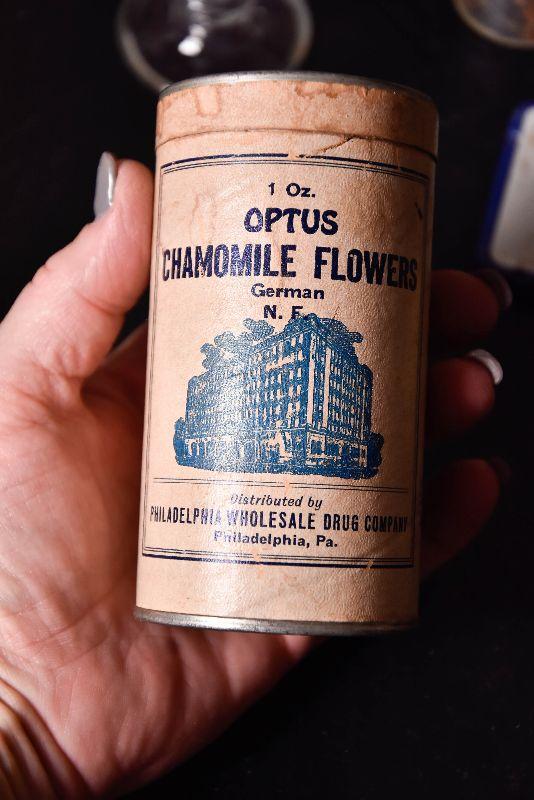 1 Oz.
OPTUS
CHAMOMILE FLOWERS
German
N. F.
Distributed by
PHILADELPHIA WHOLESALE DRUG COMPANY
Philadelphia, Pa.